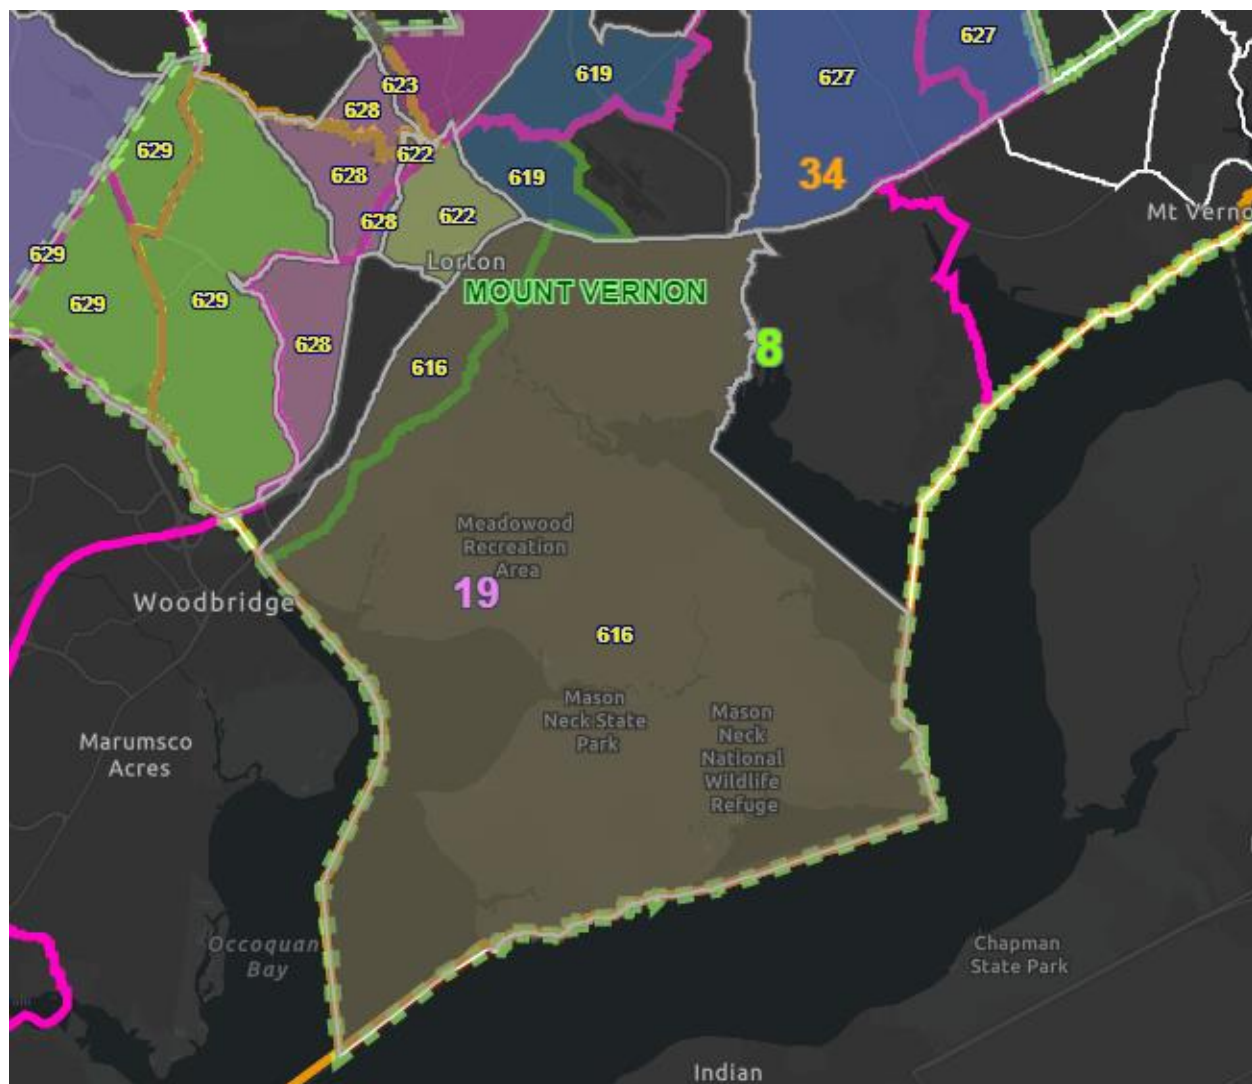 627
619
627
623
628
629
622
628
619
34
622
628
Mt Verno
629
Lorton
MOUNT VERNON
629
629
628
8
616
Meadowood
Recreation
Area
19
Woodbridge
616
Mason
Neck State
Park
Mason
Neck
National
Wildlife
Refuge
Marumsco
Acres
Occoquan
Bay
Chapman
State Park
Indian